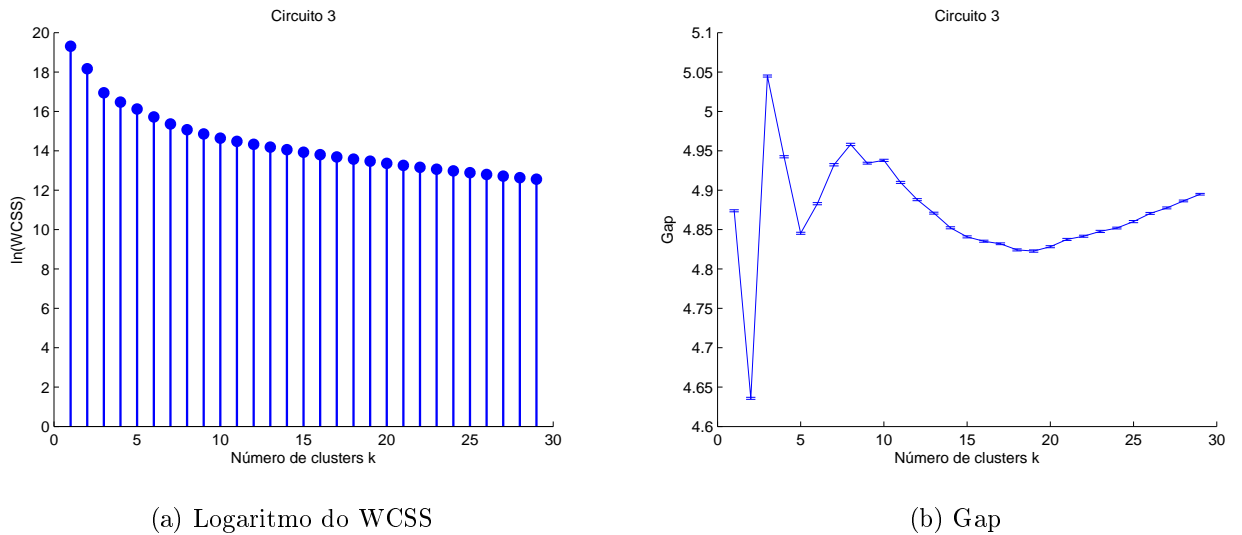 Circuito 3
20
18
16
14
12
10
8
6
4
2
0
ln(WCSS)
0 5 10 15 20 25 30
Número de clusters k
(a) Logaritmo do WCSS
Circuito 3
5.1
5.05
5
4.95
4.9
4.85
4.8
4.75
4.7
4.65
4.6
Gap
0 5 10 15 20 25 30
Número de clusters k
(b) Gap